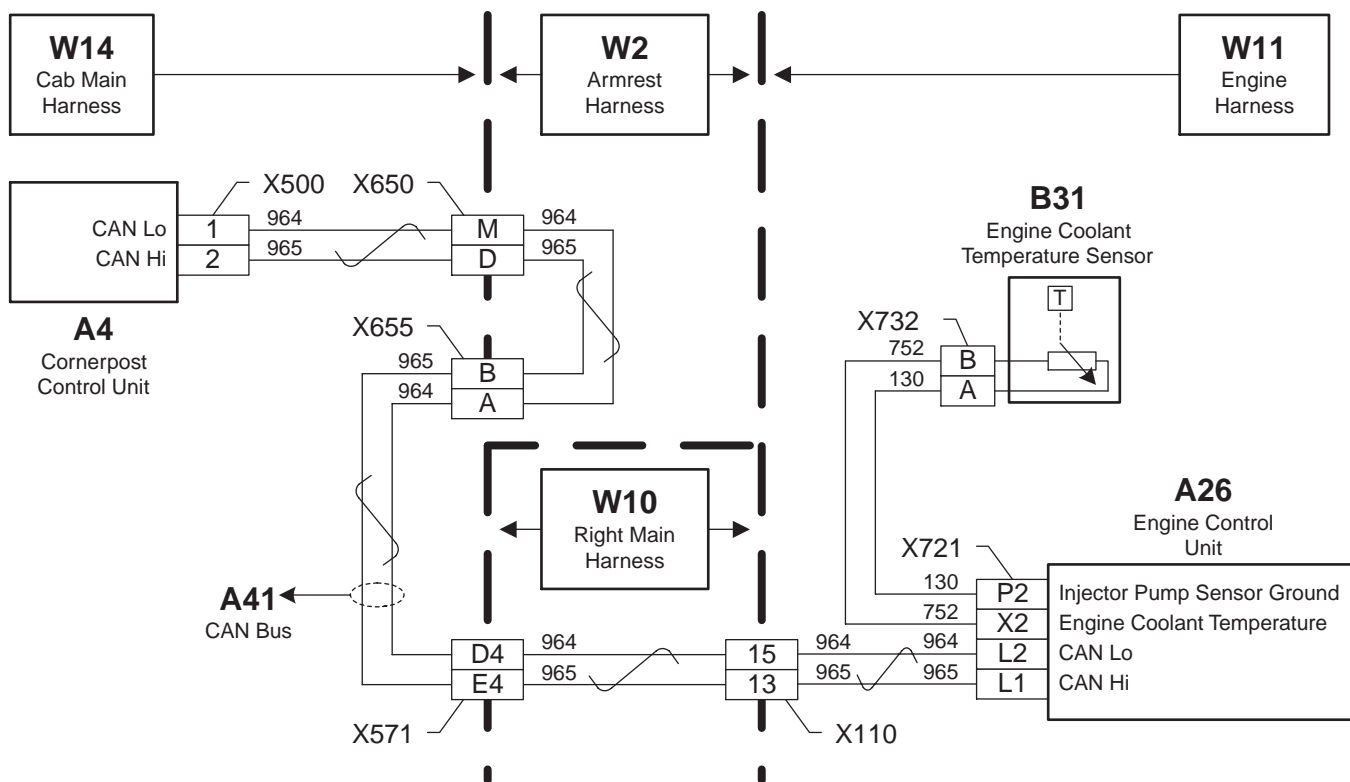 W14
Cab Main
Harness
W2
Armrest
Harness
W11
Engine
Harness
X500
X650
CAN Lo
1
964
M
964
CAN Hi
2
965
D
965
A4
Cornerpost
Control Unit
X655
965
B
964
A
B31
Engine Coolant
Temperature Sensor
T
X732
752
B
130
A
W10
Right Main
Harness
A26
Engine Control
Unit
X721
130
P2
Injector Pump Sensor Ground
752
X2
Engine Coolant Temperature
A41
CAN Bus
D4
964
15
964
964
L2
CAN Lo
E4
965
13
965
965
L1
CAN Hi
X571
X110